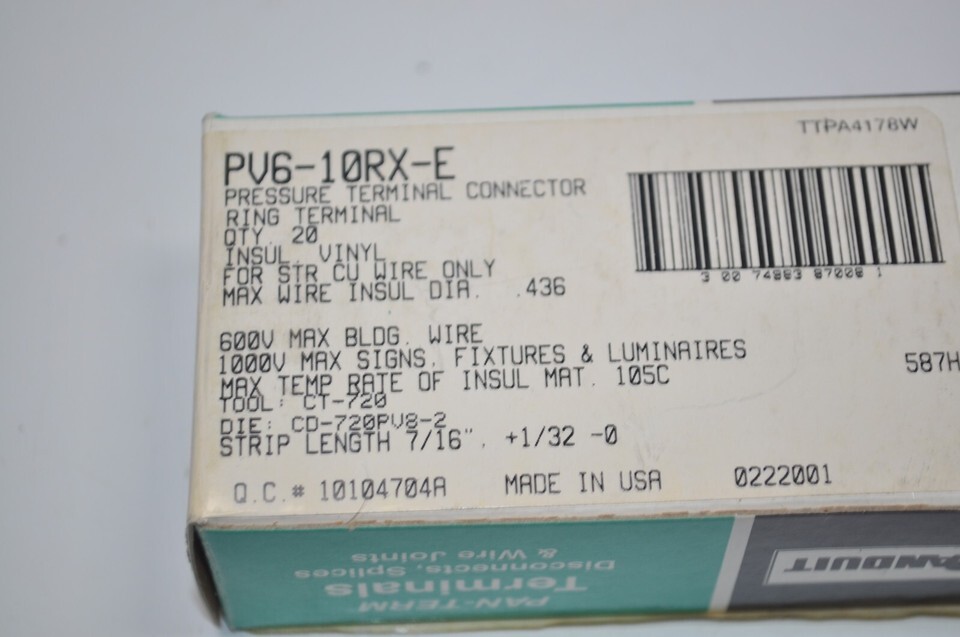 TTPA4178W
PV6-10RX-E
PRESSURE TERMINAL CONNECTOR
RING TERMINAL
QTY. 20
INSUL. VINYL
FOR STR CU WIRE ONLY
MAX WIRE INSUL DIA. .436
3 00 74983 87008 1
600V MAX BLDG. WIRE
1000V MAX SIGNS, FIXTURES & LUMINAIRES
587H
MAX TEMP RATE OF INSUL MAT. 105C
TOOL: CT-720
DIE: CD-720PV8-2
STRIP LENGTH 7/16", +1/32 -0
Q.C.# 10104704A MADE IN USA 0222001
PAN-TERM
Terminals
Disconnects, Splices
& Wire Joints
PANDUIT